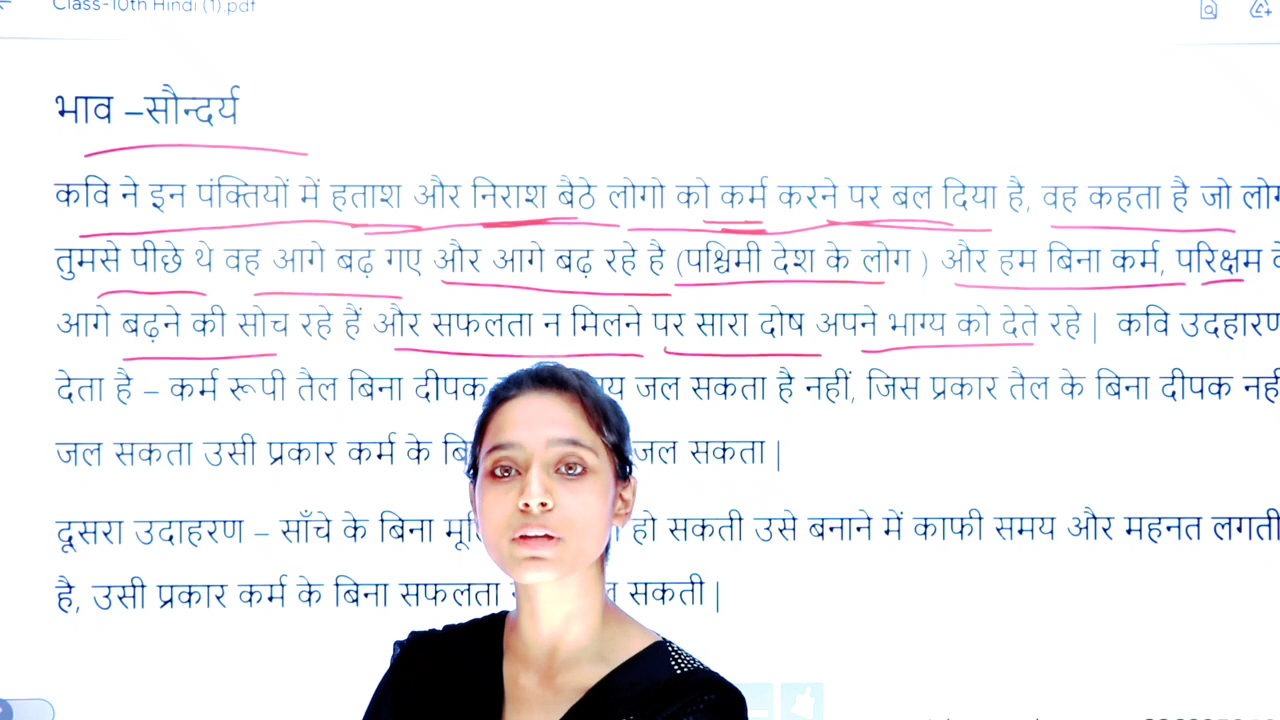 Class-10th Hindi (1).pdf
भाव –सौन्दर्य
कवि ने इन पंक्तियों में हताश और निराश बैठे लोगो को कर्म करने पर बल दिया है, वह कहता है जो
तुमसे पीछे थे वह आगे बढ़ गए और आगे बढ़ रहे है (पश्चिमी देश के लोग ) और हम बिना कर्म, परिक्षम
आगे बढ़ने की सोच रहे हैं और सफलता न मिलने पर सारा दोष अपने भाग्य को देते रहे | कवि उदहारण
देता है – कर्म रूपी तैल बिना दीपक जल सकता है नहीं, जिस प्रकार तैल के बिना दीपक
जल सकता उसी प्रकार कर्म के जल सकता |
दूसरा उदाहरण – साँचे के बिना हो सकती उसे बनाने में काफी समय और महनत लगती
है, उसी प्रकार कर्म के बिना सफलता सकती |